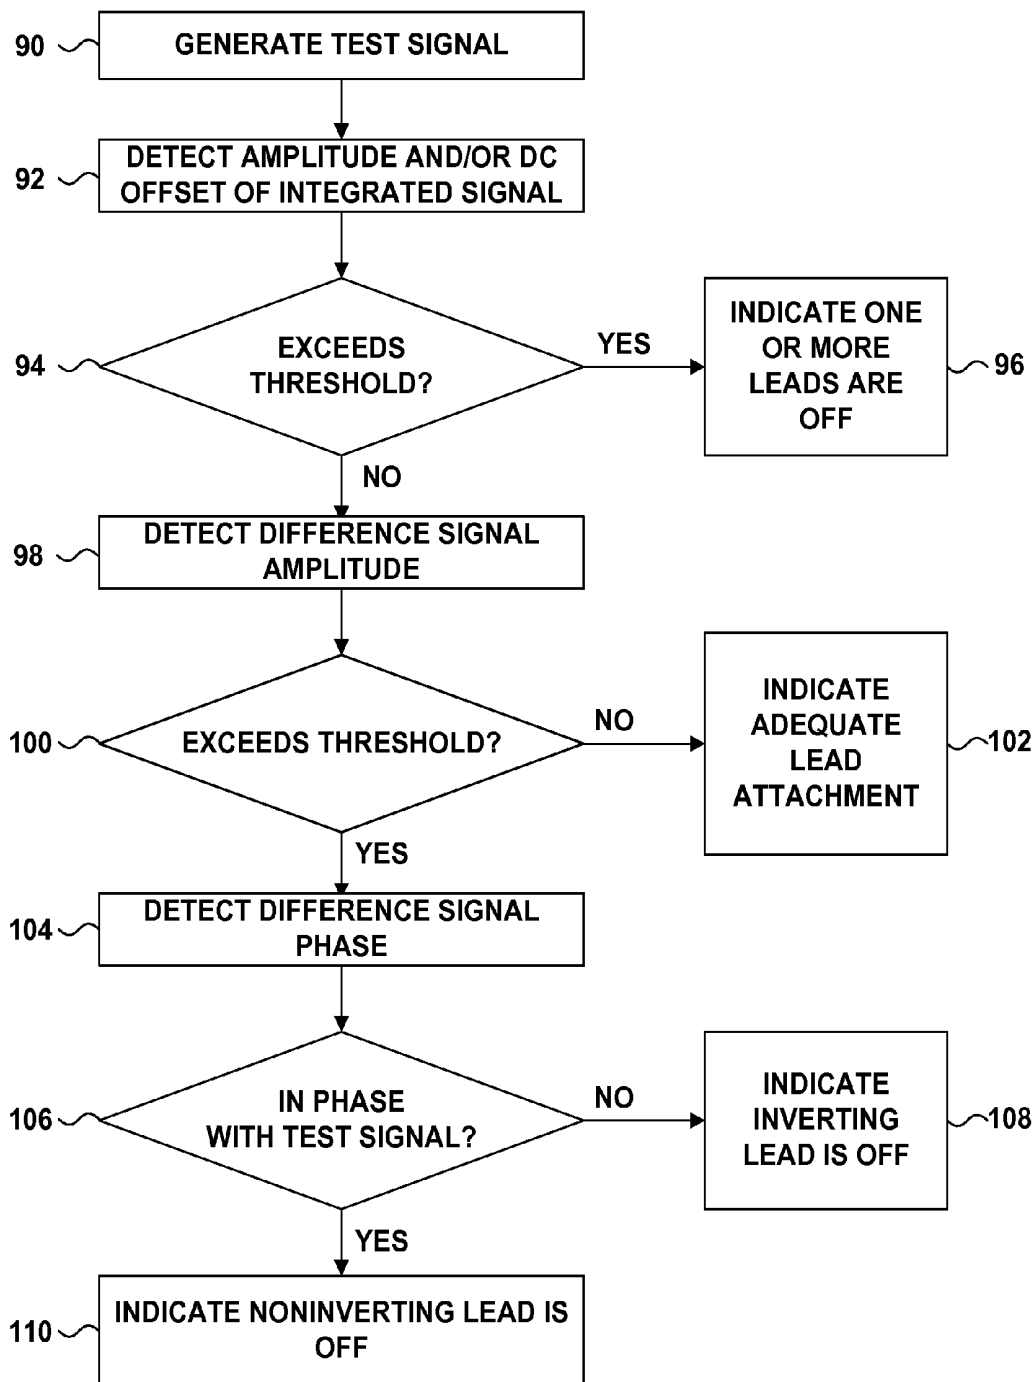 90
GENERATE TEST SIGNAL
92
DETECT AMPLITUDE AND/OR DC
OFFSET OF INTEGRATED SIGNAL
94
EXCEEDS
THRESHOLD?
YES
INDICATE ONE
OR MORE
LEADS ARE
OFF
96
NO
98
DETECT DIFFERENCE SIGNAL
AMPLITUDE
100
EXCEEDS THRESHOLD?
NO
INDICATE
ADEQUATE
LEAD
ATTACHMENT
102
YES
104
DETECT DIFFERENCE SIGNAL
PHASE
106
IN PHASE
WITH TEST SIGNAL?
NO
INDICATE
INVERTING
LEAD IS OFF
108
YES
110
INDICATE NONINVERTING LEAD IS
OFF